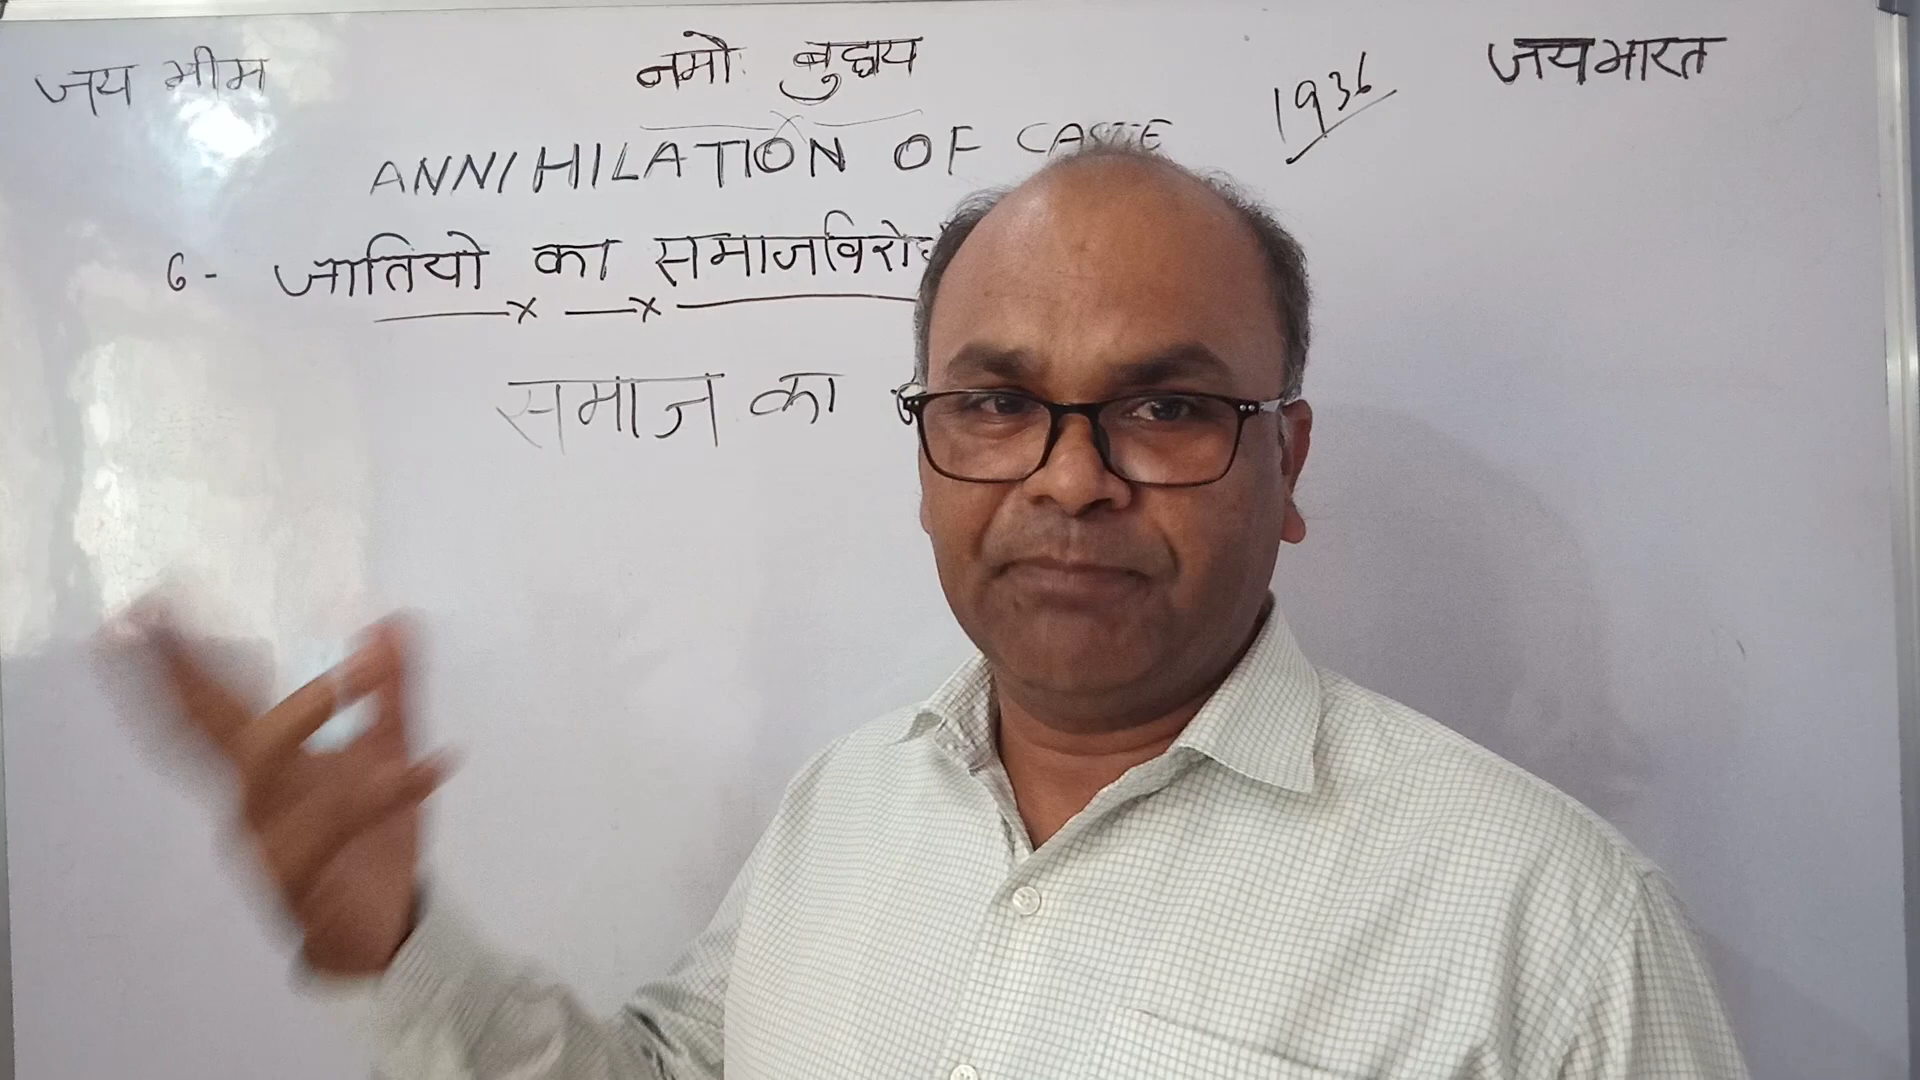 जय भीम नमोः बुद्धाय 1936 जयभारत
ANNIHILATION OF CASTE
6- जातियो का समाजविरो
समाज का